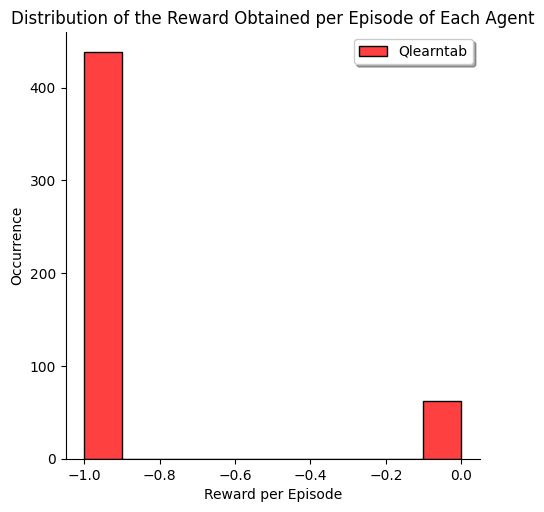 Distribution of the Reward Obtained per Episode of Each Agent
Qlearntab
400
300
200
100
0
Occurrence
−1.0 −0.8 −0.6 −0.4 −0.2 0.0
Reward per Episode